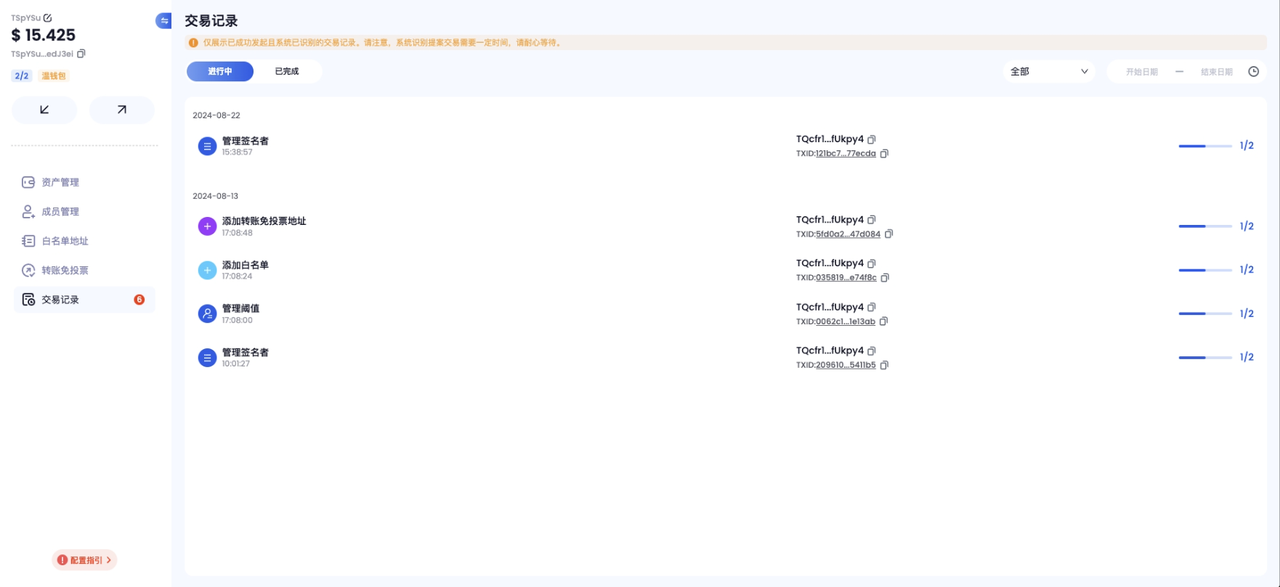 TSpYSu
$ 15.425
TSpYSu...edJ3ei
2/2 温钱包
资产管理
成员管理
白名单地址
转账免投票
交易记录 6
配置指引
交易记录
仅展示已成功发起且系统已识别的交易记录。请注意，系统识别提案交易需要一定时间，请耐心等待。
进行中 已完成 全部 开始日期 — 结束日期
2024-08-22
管理签名者 TQcfr1...fUkpy4 1/2
15:38:57 TXID:121bc7...77ecda
2024-08-13
添加转账免投票地址 TQcfr1...fUkpy4 1/2
17:08:48 TXID:5fd0a2...47d084
添加白名单 TQcfr1...fUkpy4 1/2
17:08:24 TXID:035819...e74f8c
管理阈值 TQcfr1...fUkpy4 1/2
17:08:00 TXID:0062c1...1e13ab
管理签名者 TQcfr1...fUkpy4 1/2
10:01:27 TXID:209610...5411b5